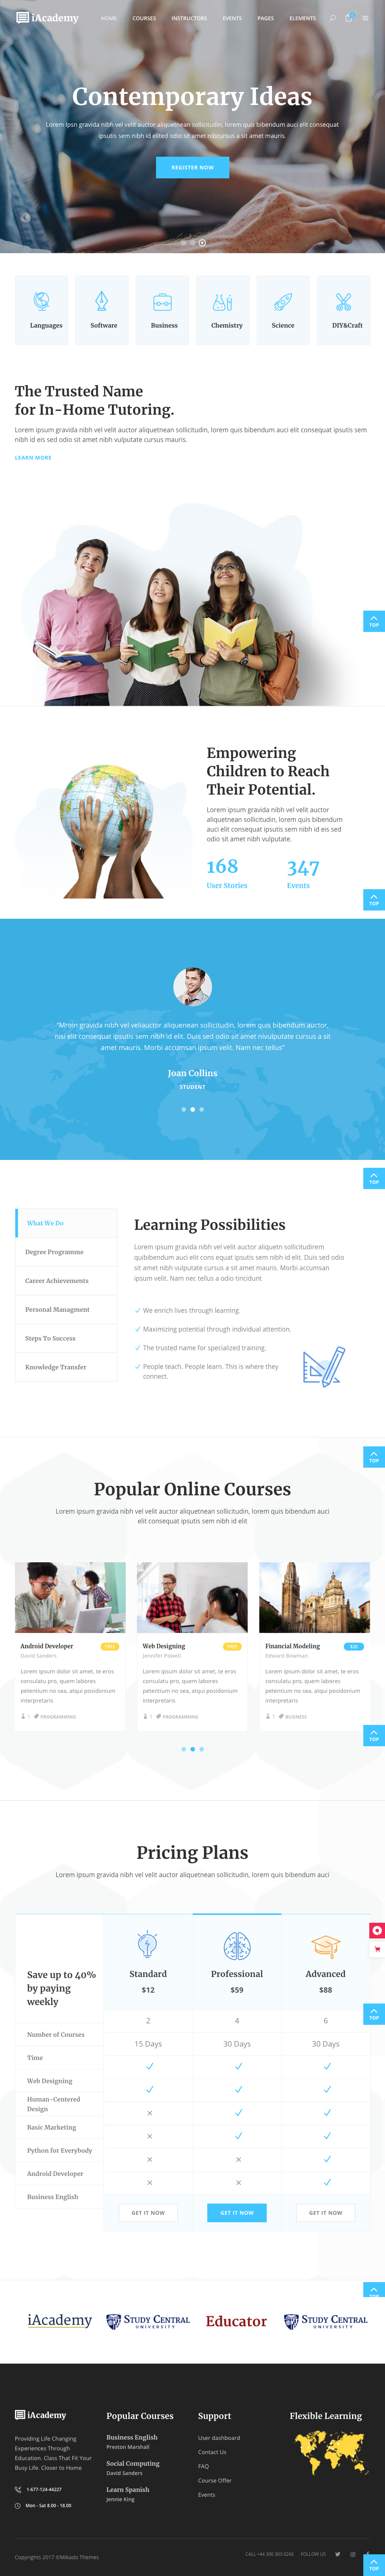 iAcademy
HOME COURSES INSTRUCTORS EVENTS PAGES ELEMENTS
Contemporary Ideas
Lorem Ipsn gravida nibh vel velit auctor aliquetnean sollicitudin, lorem quis bibendum auci elit consequat
ipsutis sem nibh id elited odio sit amet nibcursus a sit amet mauris.
REGISTER NOW
Languages
Software
Business
Chemistry
Science
DIY&Craft
The Trusted Name
for In-Home Tutoring.
Lorem ipsum gravida nibh vel velit auctor aliquetnean sollicitudin, lorem quis bibendum auci elit consequat ipsutis sem
nibh id eis sed odio sit amet nibh vulputate cursus mauris.
LEARN MORE
TOP
Empowering
Children to Reach
Their Potential.
Lorem ipsum gravida nibh vel velit auctor
aliquetnean sollicitudin, lorem quis bibendum
auci elit consequat ipsutis sem nibh id eis sed
odio sit amet nibh vulputate.
168
User Stories
347
Events
TOP
"Mroin gravida nibh vel veliauctor aliquenean sollicitudin, lorem quis bibendum auctor,
nisi elit consequat ipsutis sem nibh id elit. Duis sed odio sit amet nivulputate cursus a sit
amet mauris. Morbi accumsan ipsum velit. Nam nec tellus"
Joan Collins
STUDENT
TOP
What We Do
Degree Programme
Career Achievements
Personal Managment
Steps To Success
Knowledge Transfer
Learning Possibilities
Lorem ipsum gravida nibh vel velit auctor aliquetn sollicitudirem
quis bibendum auci elit cons equat ipsutis sem nibh id elit. Duis sed odio
sit amet nibh vulputate cursus a sit amet mauris. Morbi accumsan
ipsum velit. Nam nec tellus a odio tincidunt
We enrich lives through learning.
Maximizing potential through individual attention.
The trusted name for specialized training.
People teach. People learn. This is where they
connect.
TOP
Popular Online Courses
Lorem ipsum gravida nibh vel velit auctor aliquetnean sollicitudin, lorem quis bibendum auci
elit consequat ipsutis sem nibh id elit
Android Developer
FREE
David Sanders
Lorem ipsum dolor sit amet, te eros
consulatu pro, quem labores
petentium no sea, atqui posidonium
interpretaris
PROGRAMMING
Web Designing
FREE
Jennifer Powell
Lorem ipsum dolor sit amet, te eros
consulatu pro, quem labores
petentium no sea, atqui posidonium
interpretaris
PROGRAMMING
Financial Modeling
$20
Edward Bowman
Lorem ipsum dolor sit amet, te eros
consulatu pro, quem labores
petentium no sea, atqui posidonium
interpretaris
BUSINESS
TOP
Pricing Plans
Lorem ipsum gravida nibh vel velit auctor aliquetnean sollicitudin, lorem quis bibendum auci
Save up to 40%
by paying
weekly
Standard Professional Advanced
$12 $59 $88
TOP
Number of Courses 2 4 6
Time 15 Days 30 Days 30 Days
Web Designing
Human-Centered
Design
Basic Marketing
Python for Everybody
Android Developer
Business English
GET IT NOW GET IT NOW GET IT NOW
TOP
iAcademy
STUDY CENTRAL
UNIVERSITY
Educator
STUDY CENTRAL
UNIVERSITY
iAcademy
Providing Life Changing
Experiences Through
Education. Class That Fit Your
Busy Life. Closer to Home
1-677-124-44227
Mon - Sat 8.00 - 18.00
Popular Courses
Business English
Preston Marshall
Social Computing
David Sanders
Learn Spanish
Jennie King
Support
User dashboard
Contact Us
FAQ
Course Offer
Events
Flexible Learning
Copyrights 2017 ©Mikado Themes
CALL +44 300 303 0266 FOLLOW US
TOP